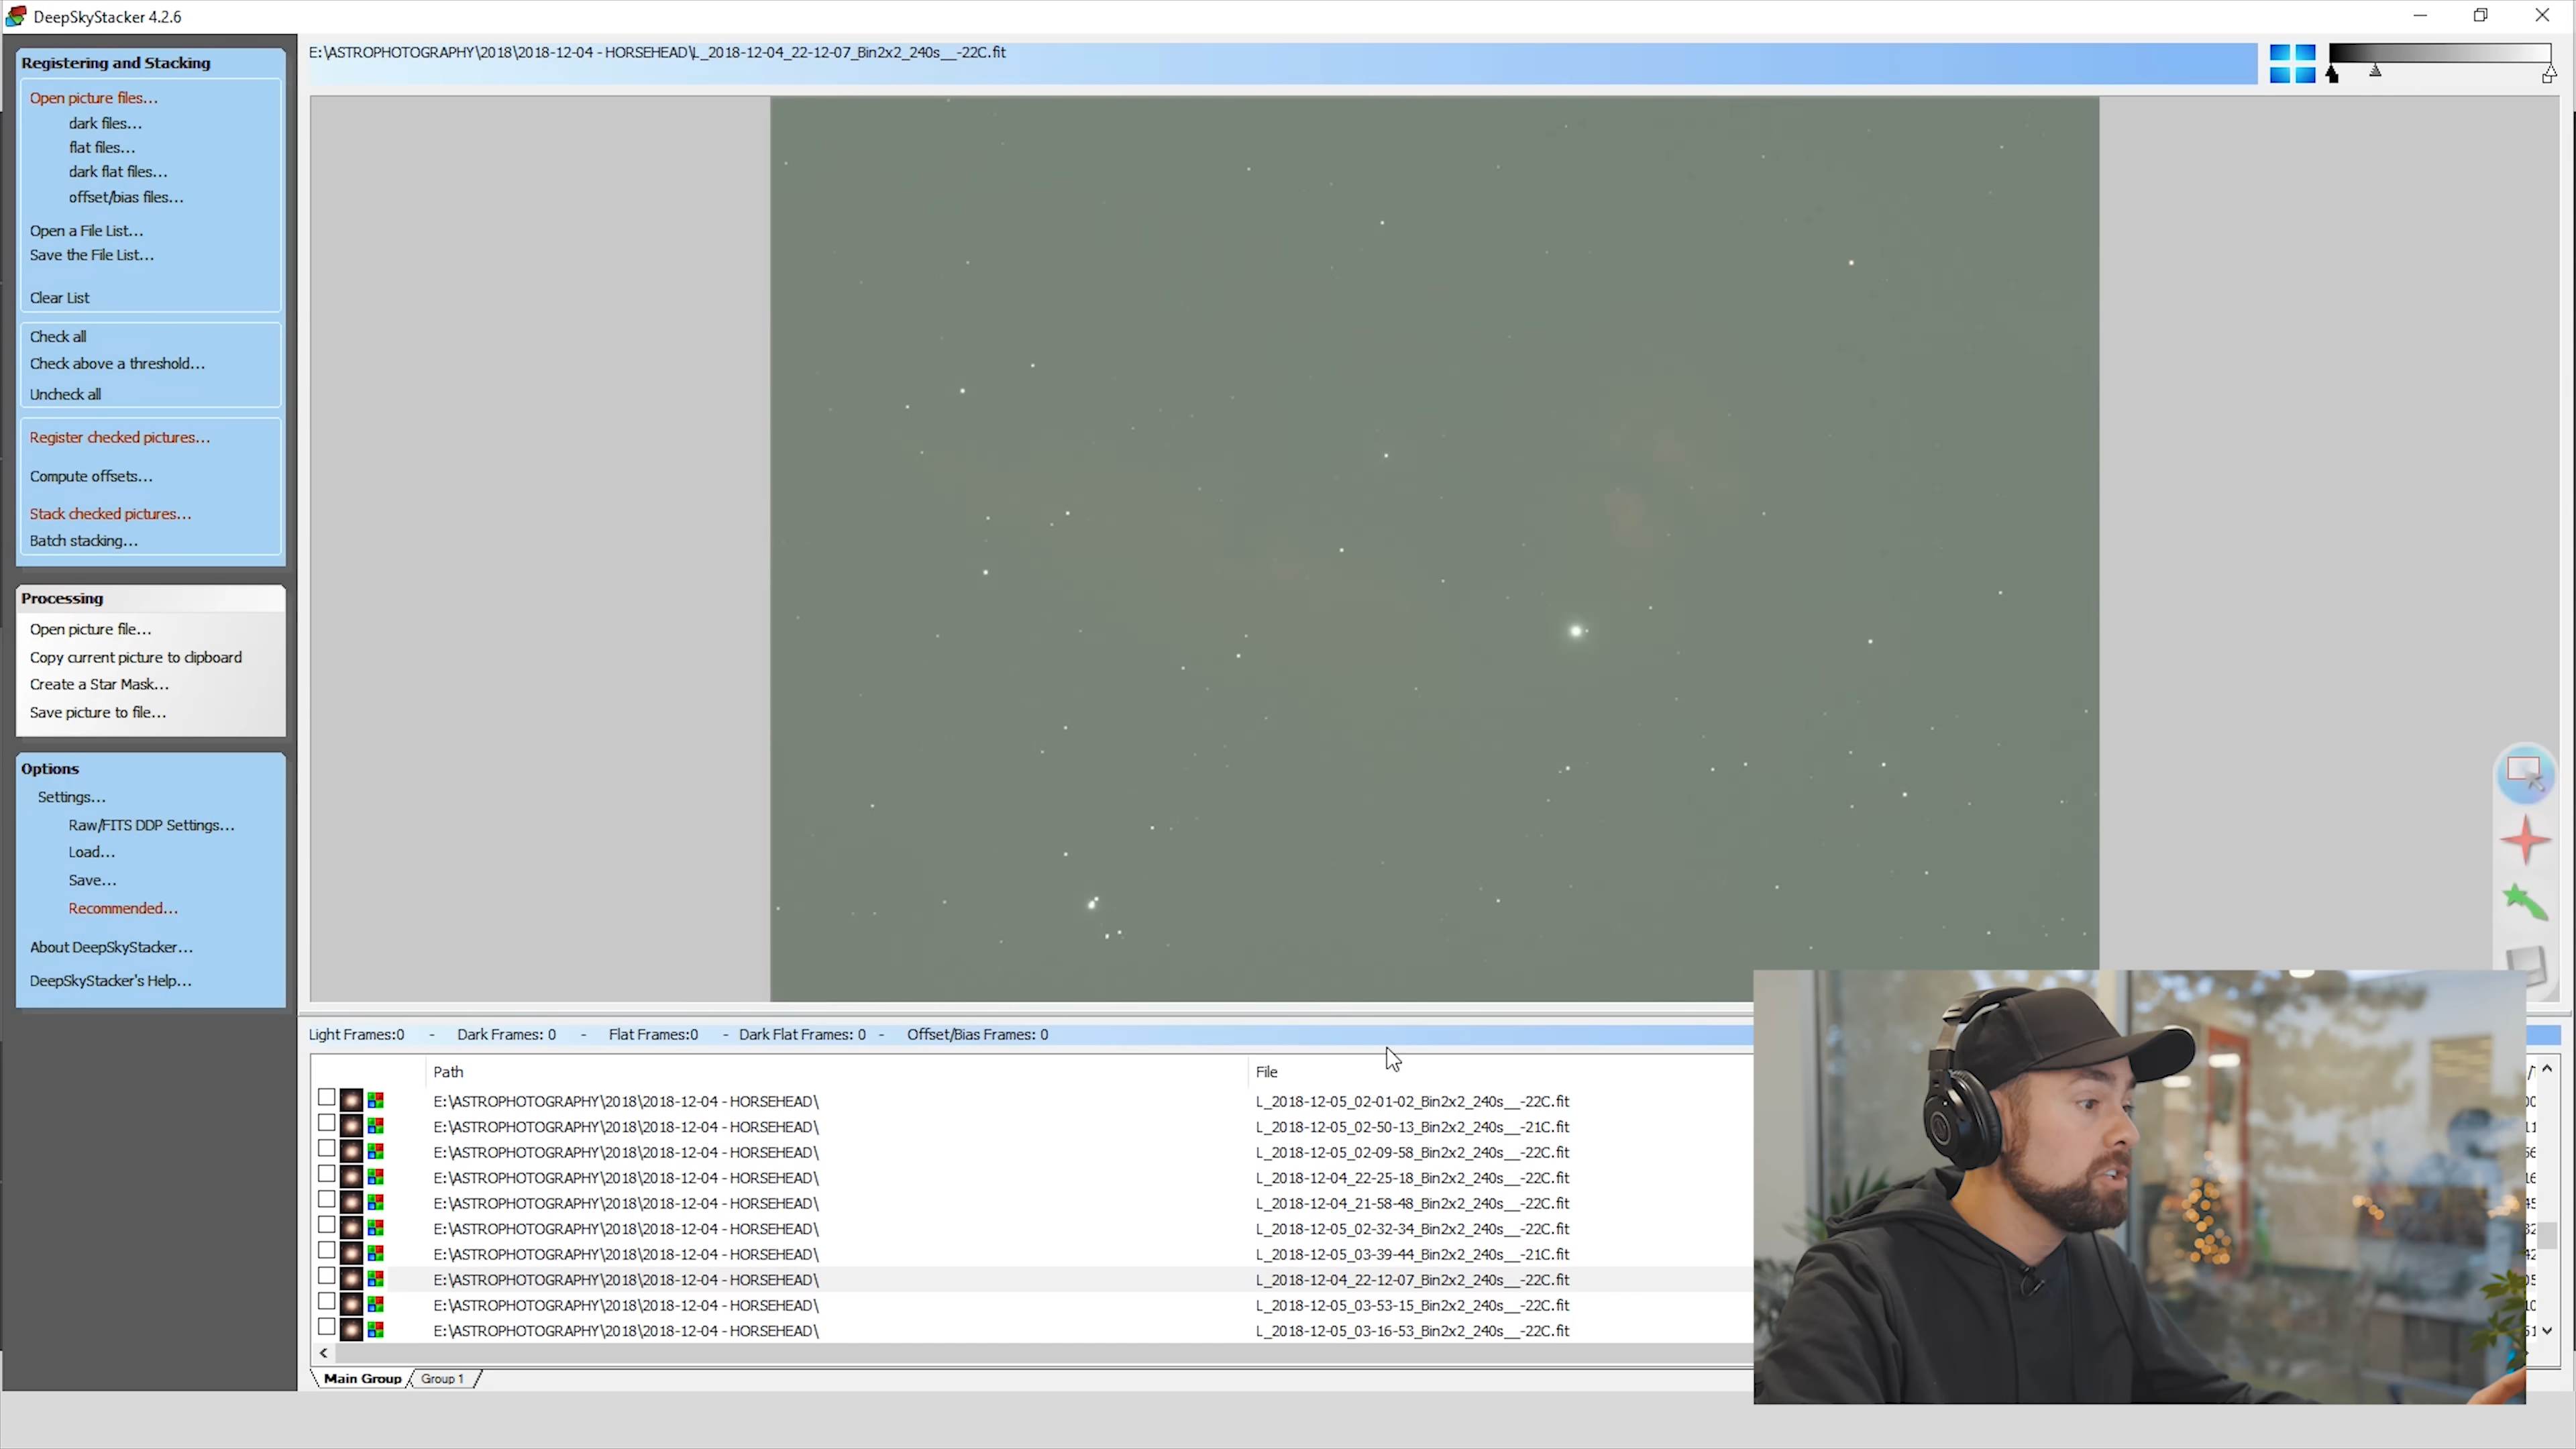 DeepSkyStacker 4.2.6
Registering and Stacking
Open picture files...
dark files...
flat files...
dark flat files...
offset/bias files...
Open a File List...
Save the File List...
Clear List
Check all
Check above a threshold...
Uncheck all
Register checked pictures...
Compute offsets...
Stack checked pictures...
Batch stacking...
Processing
Open picture file...
Copy current picture to clipboard
Create a Star Mask...
Save picture to file...
Options
Settings...
Raw/FITS DDP Settings...
Load...
Save...
Recommended...
About DeepSkyStacker...
DeepSkyStacker's Help...
E:\ASTROPHOTOGRAPHY\2018\2018-12-04 - HORSEHEAD\L_2018-12-04_22-12-07_Bin2x2_240s__-22C.fit
Light Frames:0 - Dark Frames: 0 - Flat Frames:0 - Dark Flat Frames: 0 - Offset/Bias Frames: 0
Path File
E:\ASTROPHOTOGRAPHY\2018\2018-12-04 - HORSEHEAD\ L_2018-12-05_02-01-02_Bin2x2_240s__-22C.fit
E:\ASTROPHOTOGRAPHY\2018\2018-12-04 - HORSEHEAD\ L_2018-12-05_02-50-13_Bin2x2_240s__-21C.fit
E:\ASTROPHOTOGRAPHY\2018\2018-12-04 - HORSEHEAD\ L_2018-12-05_02-09-58_Bin2x2_240s__-22C.fit
E:\ASTROPHOTOGRAPHY\2018\2018-12-04 - HORSEHEAD\ L_2018-12-04_22-25-18_Bin2x2_240s__-22C.fit
E:\ASTROPHOTOGRAPHY\2018\2018-12-04 - HORSEHEAD\ L_2018-12-04_21-58-48_Bin2x2_240s__-22C.fit
E:\ASTROPHOTOGRAPHY\2018\2018-12-04 - HORSEHEAD\ L_2018-12-05_02-32-34_Bin2x2_240s__-22C.fit
E:\ASTROPHOTOGRAPHY\2018\2018-12-04 - HORSEHEAD\ L_2018-12-05_03-39-44_Bin2x2_240s__-21C.fit
E:\ASTROPHOTOGRAPHY\2018\2018-12-04 - HORSEHEAD\ L_2018-12-04_22-12-07_Bin2x2_240s__-22C.fit
E:\ASTROPHOTOGRAPHY\2018\2018-12-04 - HORSEHEAD\ L_2018-12-05_03-53-15_Bin2x2_240s__-22C.fit
E:\ASTROPHOTOGRAPHY\2018\2018-12-04 - HORSEHEAD\ L_2018-12-05_03-16-53_Bin2x2_240s__-22C.fit
Main Group Group 1